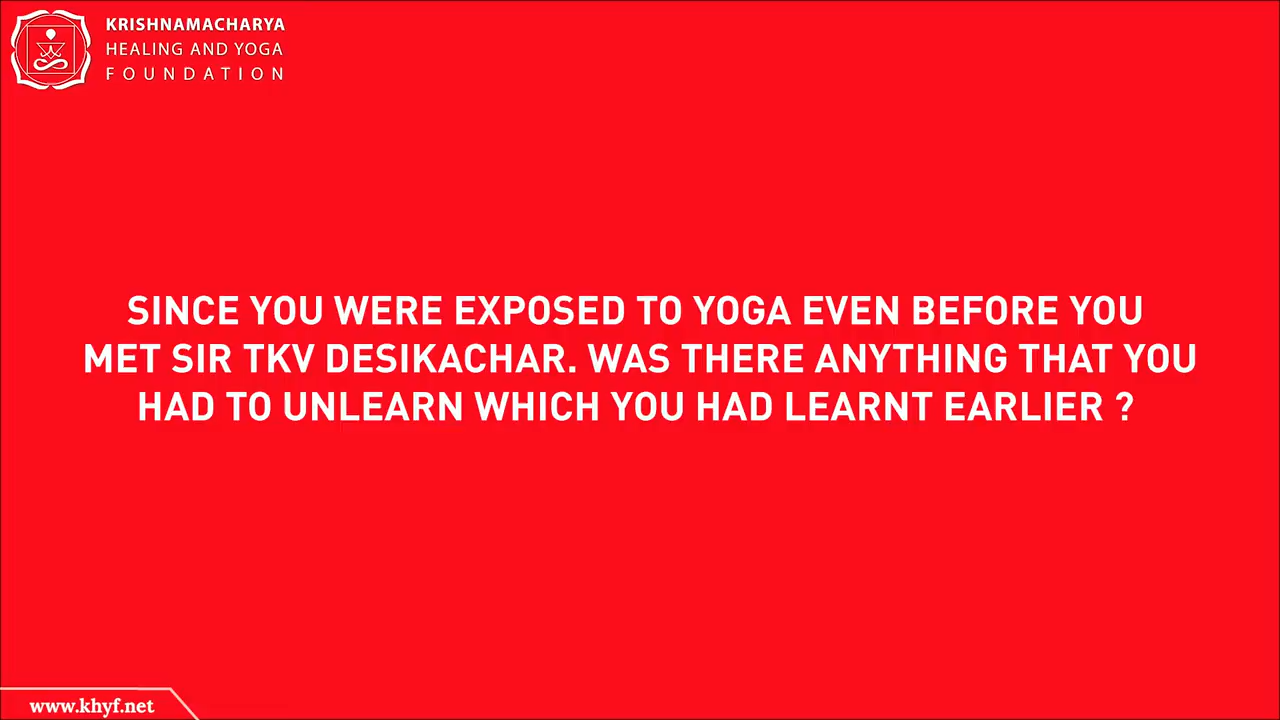 KRISHNAMACHARYA
HEALING AND YOGA
FOUNDATION
SINCE YOU WERE EXPOSED TO YOGA EVEN BEFORE YOU
MET SIR TKV DESIKACHAR. WAS THERE ANYTHING THAT YOU
HAD TO UNLEARN WHICH YOU HAD LEARNT EARLIER ?
www.khyf.net